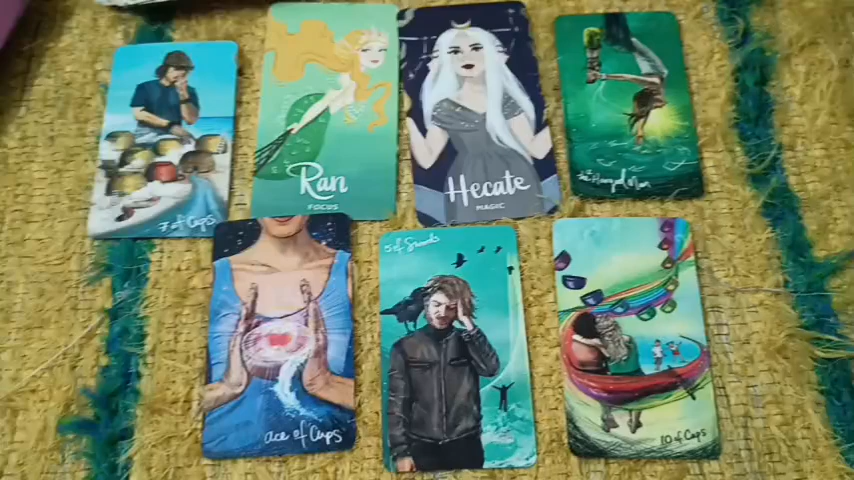 7 of Cups
Ran
FOCUS
Hecate
MAGIC
The Hanged Man
ace of Cups
5 of Swords
10 of Cups